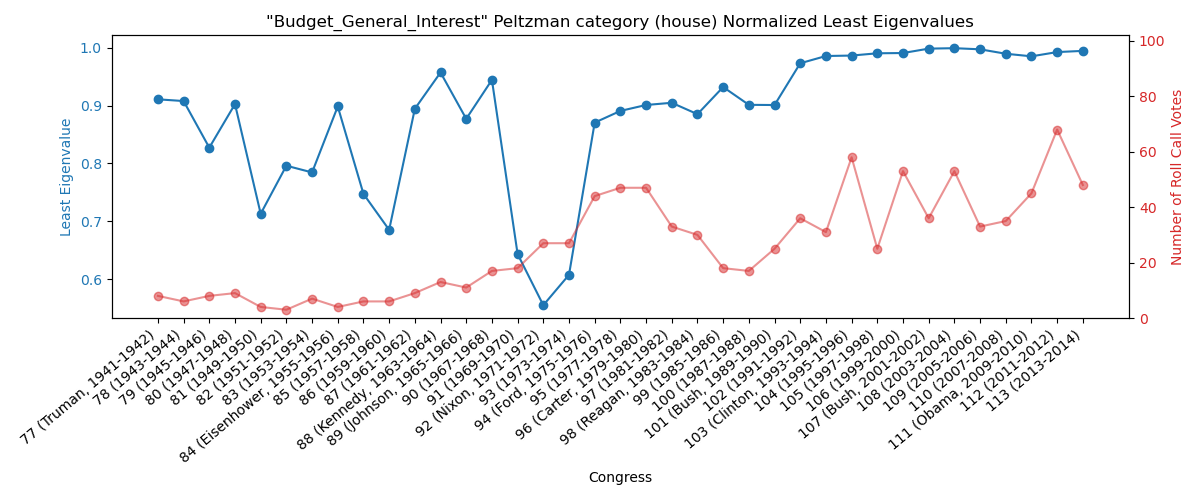 "Budget_General_Interest" Peltzman category (house) Normalized Least Eigenvalues
Least Eigenvalue
1.0
0.9
0.8
0.7
0.6
Number of Roll Call Votes
100
80
60
40
20
0
77 (Truman, 1941-1942)
78 (1943-1944)
79 (1945-1946)
80 (1947-1948)
81 (1949-1950)
82 (1951-1952)
83 (1953-1954)
84 (Eisenhower, 1955-1956)
85 (1957-1958)
86 (1959-1960)
87 (1961-1962)
88 (Kennedy, 1963-1964)
89 (Johnson, 1965-1966)
90 (1967-1968)
91 (1969-1970)
92 (Nixon, 1971-1972)
93 (1973-1974)
94 (Ford, 1975-1976)
95 (1977-1978)
96 (Carter, 1979-1980)
97 (1981-1982)
98 (Reagan, 1983-1984)
99 (1985-1986)
100 (1987-1988)
101 (Bush, 1989-1990)
102 (1991-1992)
103 (Clinton, 1993-1994)
104 (1995-1996)
105 (1997-1998)
106 (1999-2000)
107 (Bush, 2001-2002)
108 (2003-2004)
109 (2005-2006)
110 (2007-2008)
111 (Obama, 2009-2010)
112 (2011-2012)
113 (2013-2014)
Congress